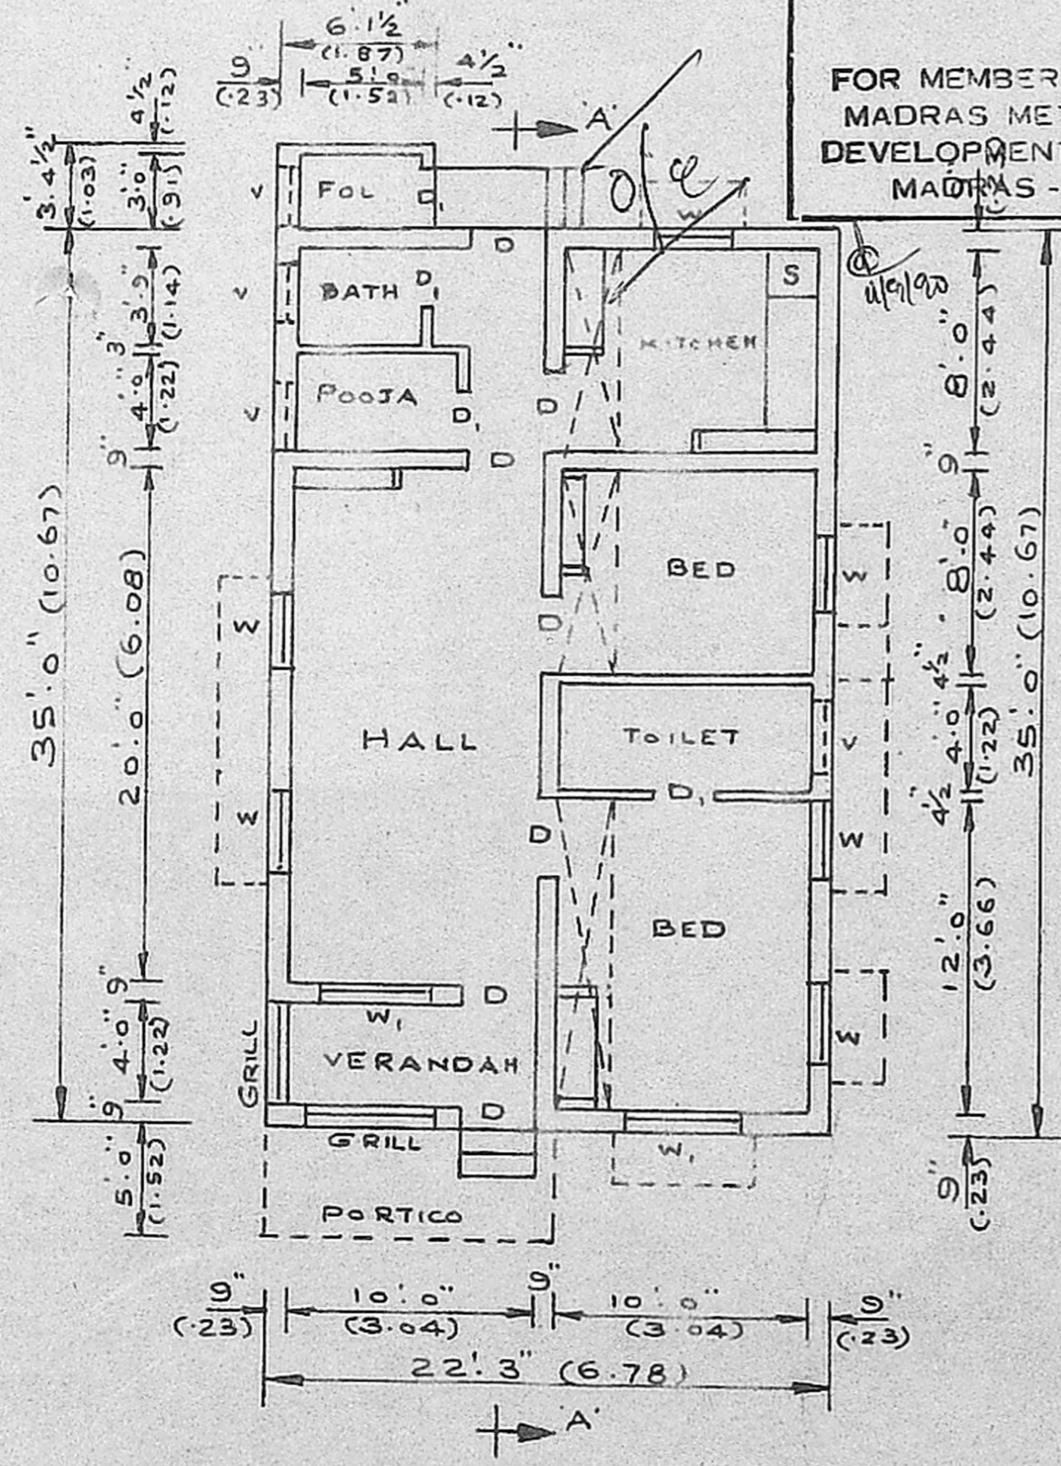 6'.1½"
(1.87)
9"
(.23)
5'.0
(1.52)
4½"
(.12)
'A'
FOR MEMBER
MADRAS MET
DEVELOPMENT
MADRAS -
4½"
(.12)
3'.4½"
(1.03)
3'.0"
(.91)
V
FOL
D1
W
D
BATH
D1
S
V
3'.9"
(1.14)
KITCHEN
8'.0"
(2.44)
3"
POOJA
4'.0"
(1.22)
V
D1
D
9"
D
9"
35'.0" (10.67)
20'.0" (6.08)
BED
W
8'.0"
(2.44)
W
D
35'.0" (10.67)
4½"
HALL
TOILET
V
4'.0"
(1.22)
D1
4½"
W
D
W
BED
12'.0"
(3.66)
9"
D
W1
W
4'.0"
(1.22)
GRILL
VERANDAH
9"
D
GRILL
W1
5'.0"
(1.52)
9"
(.23)
PORTICO
9"
(.23)
10'.0"
(3.04)
9"
10'.0"
(3.04)
9"
(.23)
22'.3" (6.78)
'A'